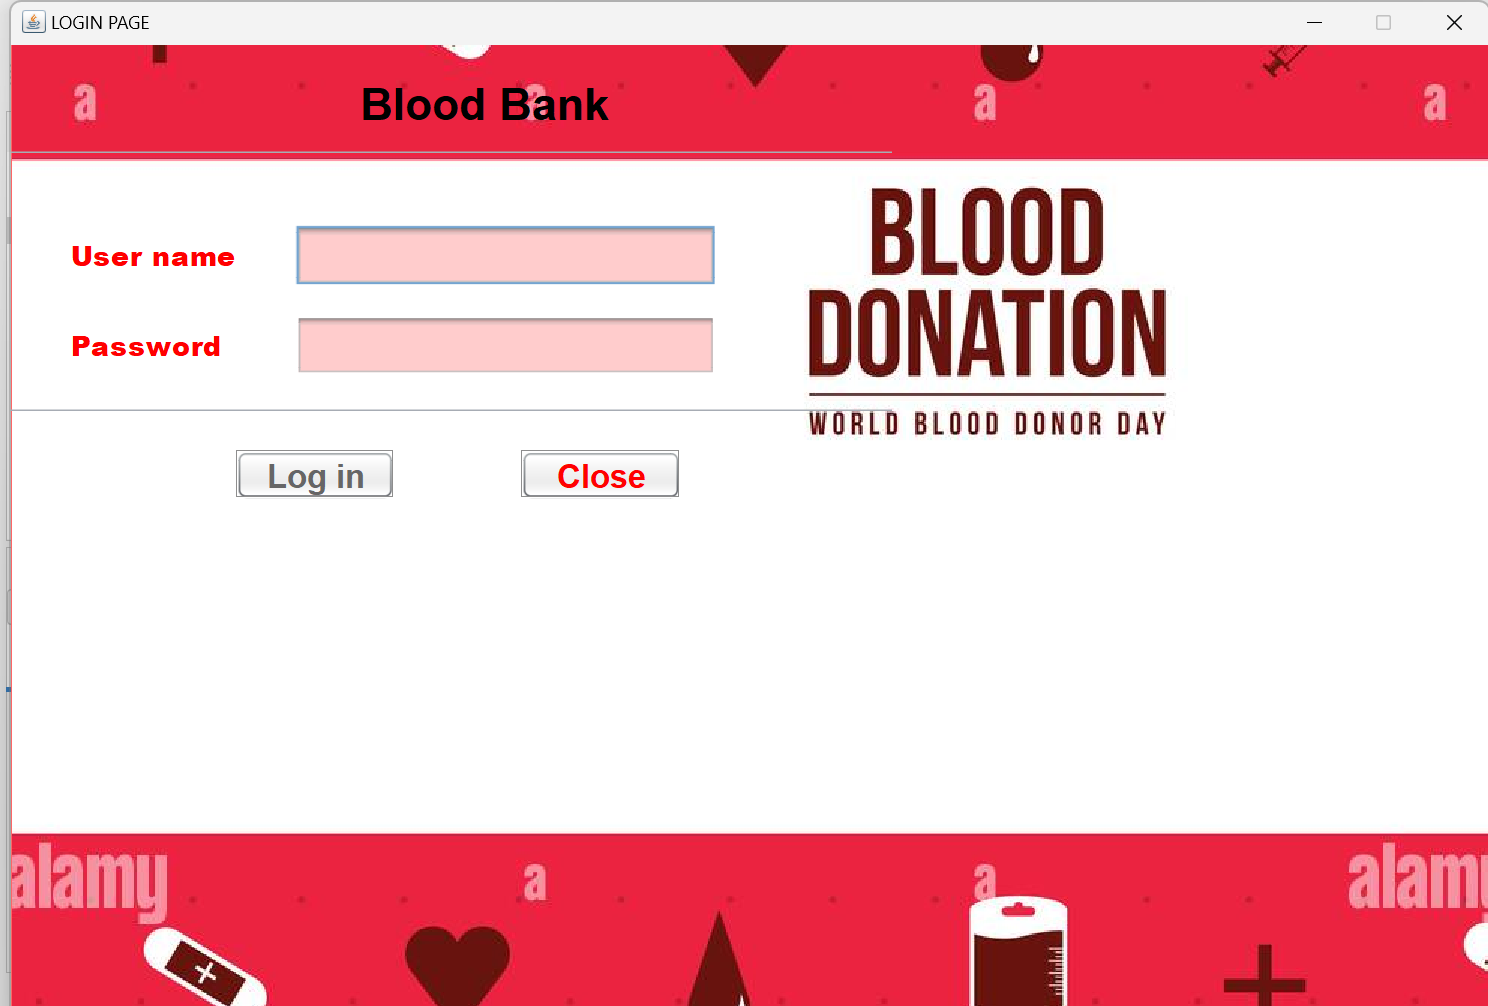 LOGIN PAGE
a a a a
Blood Bank
BLOOD
DONATION
WORLD BLOOD DONOR DAY
User name
Password
Log in Close
alamy a a alamy